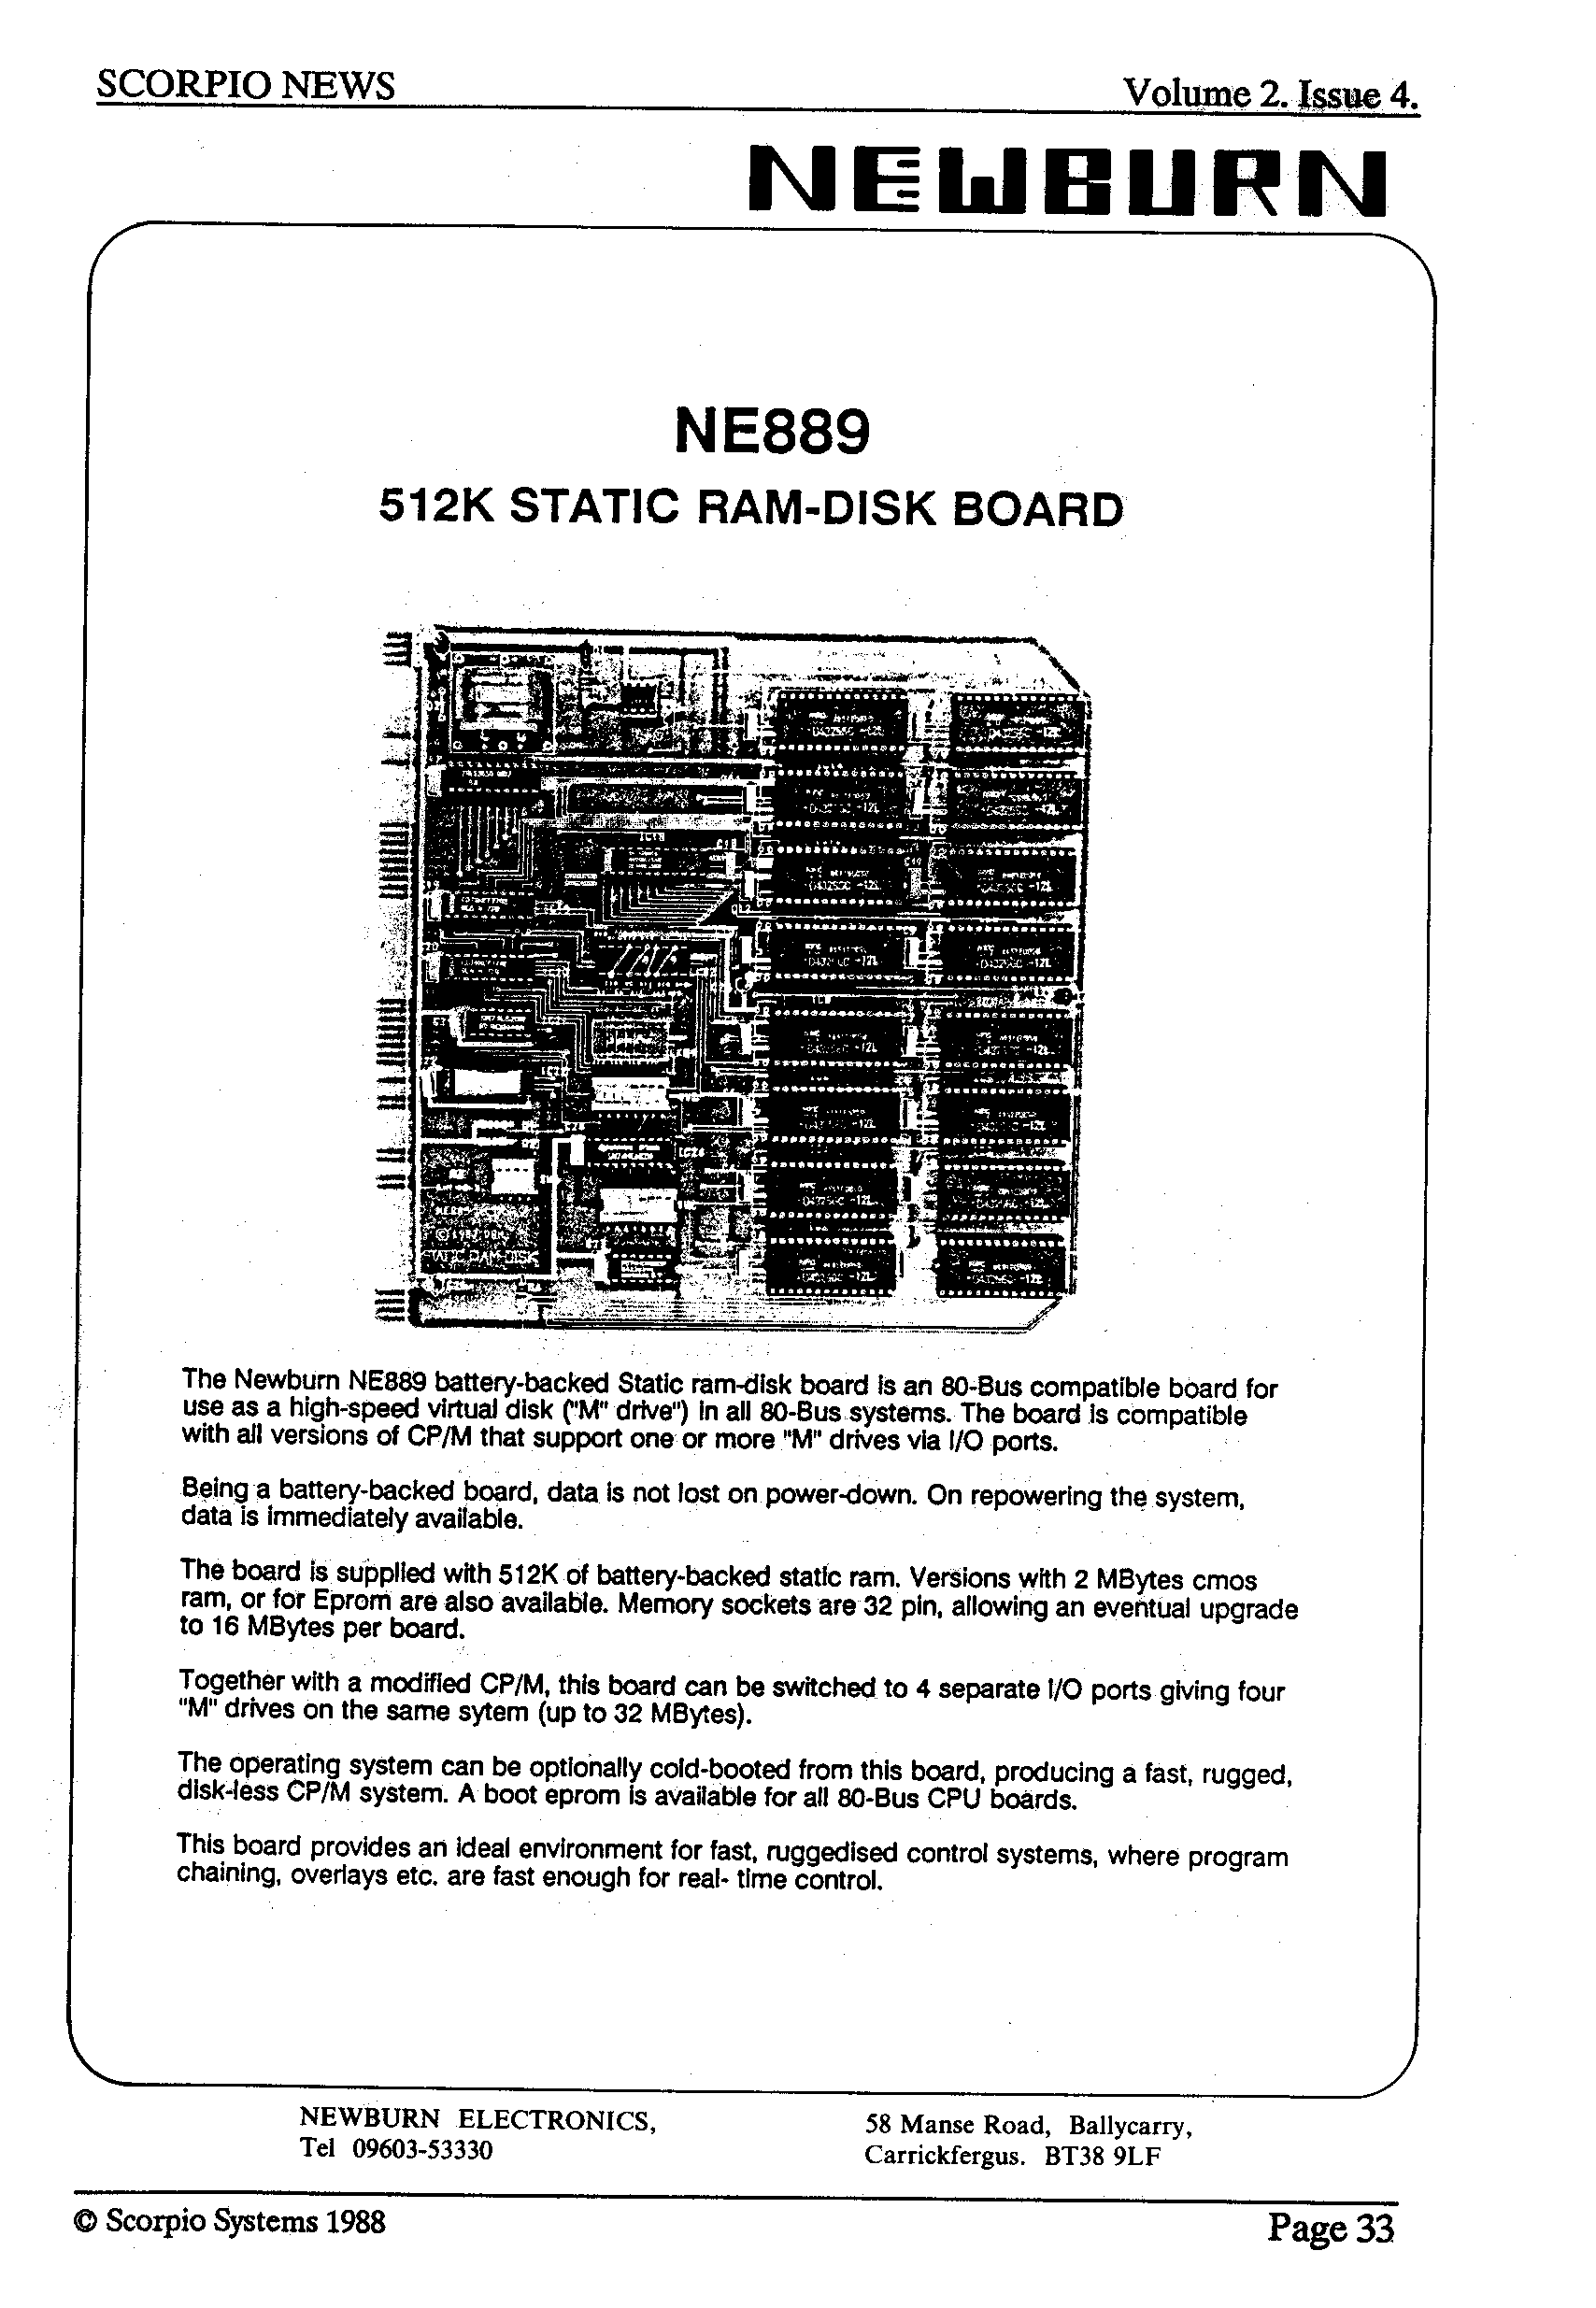 SCORPIO NEWS
Volume 2. Issue 4.
NEWBURN
NE889
512K STATIC RAM-DISK BOARD
STATIC RAM-DISK
The Newburn NE889 battery-backed Static ram-disk board is an 80-Bus compatible board for
use as a high-speed virtual disk ("M" drive") in all 80-Bus systems. The board is compatible
with all versions of CP/M that support one or more "M" drives via I/O ports.
Being a battery-backed board, data is not lost on power-down. On repowering the system,
data is immediately available.
The board is supplied with 512K of battery-backed static ram. Versions with 2 MBytes cmos
ram, or for Eprom are also available. Memory sockets are 32 pin, allowing an eventual upgrade
to 16 MBytes per board.
Together with a modified CP/M, this board can be switched to 4 separate I/O ports giving four
"M" drives on the same sytem (up to 32 MBytes).
The operating system can be optionally cold-booted from this board, producing a fast, rugged,
disk-less CP/M system. A boot eprom is available for all 80-Bus CPU boards.
This board provides an ideal environment for fast, ruggedised control systems, where program
chaining, overlays etc. are fast enough for real- time control.
NEWBURN ELECTRONICS,
Tel 09603-53330
58 Manse Road, Ballycarry,
Carrickfergus. BT38 9LF
© Scorpio Systems 1988
Page 33